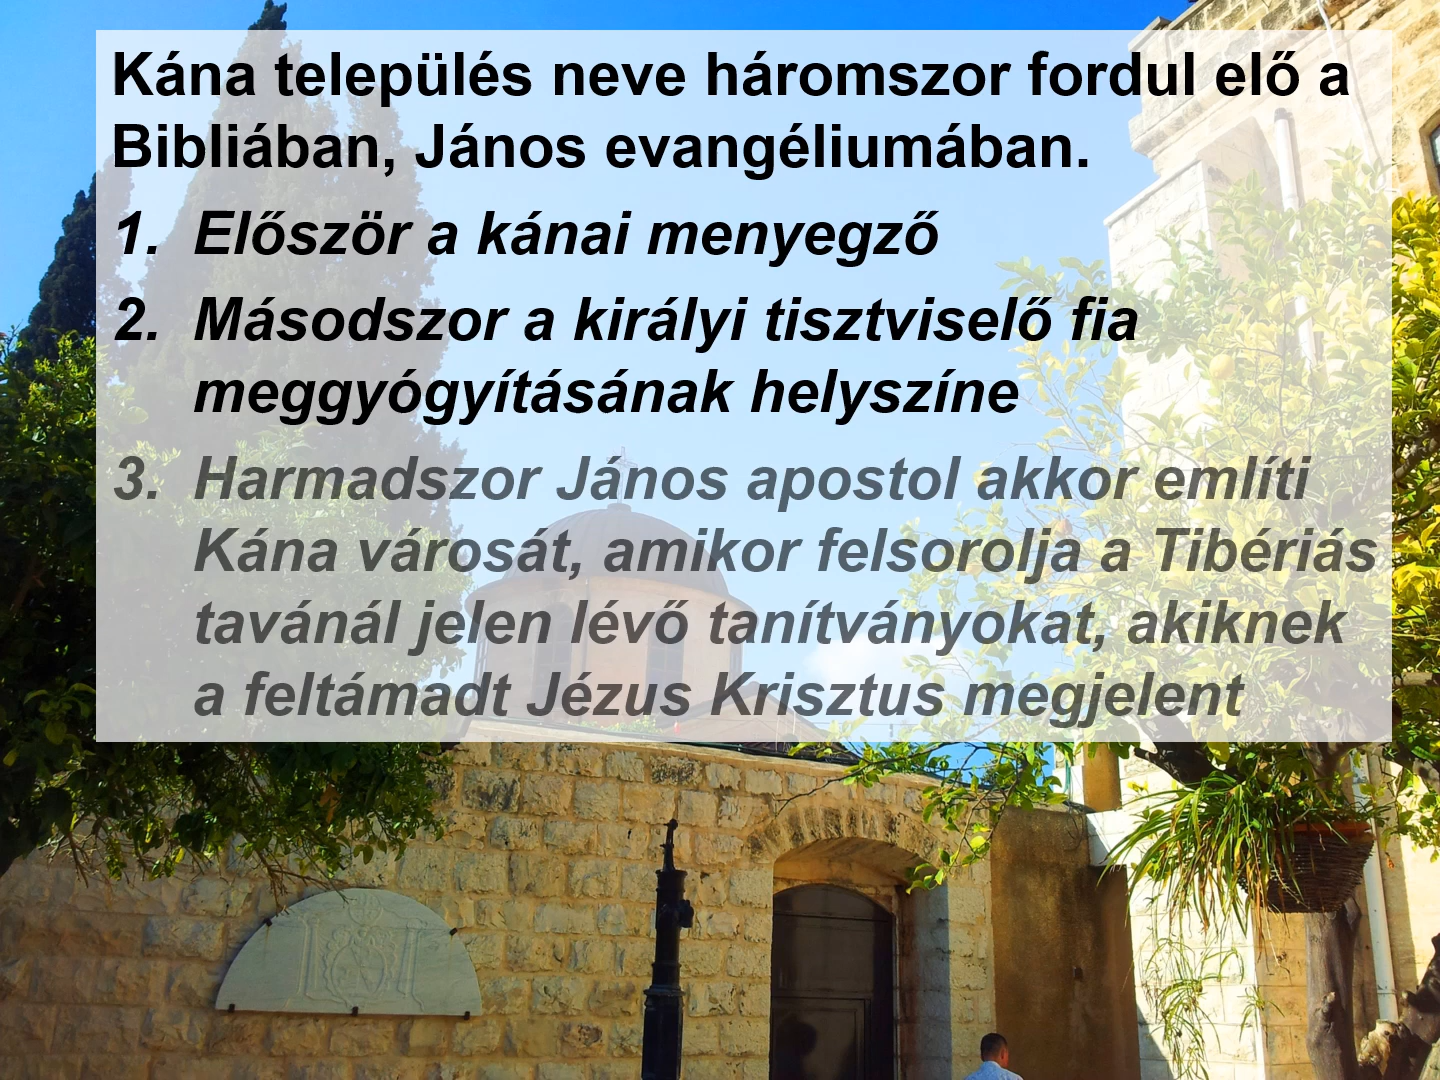 Kána település neve háromszor fordul elő a
Bibliában, János evangéliumában.
1. Először a kánai menyegző
2. Másodszor a királyi tisztviselő fia
meggyógyításának helyszíne
3. Harmadszor János apostol akkor említi
Kána városát, amikor felsorolja a Tibériás
tavánál jelen lévő tanítványokat, akiknek
a feltámadt Jézus Krisztus megjelent